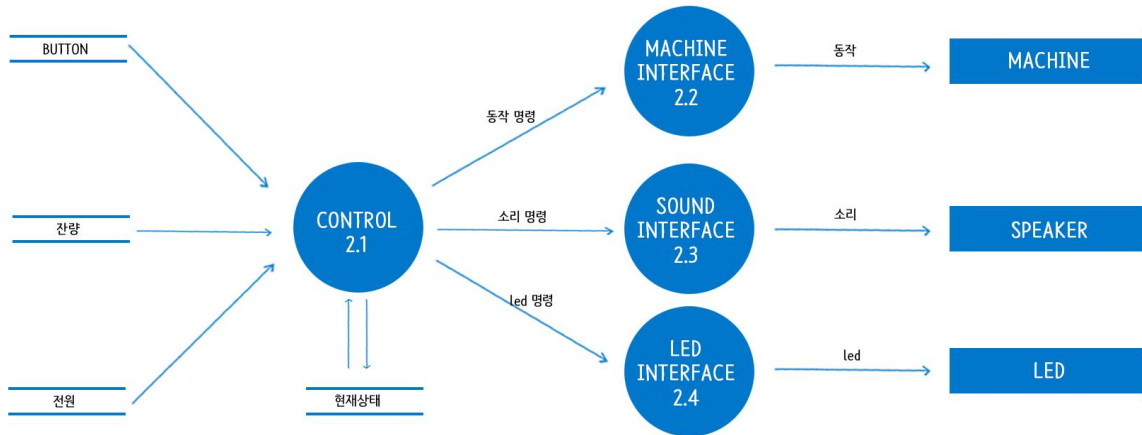 BUTTON
잔량
전원
CONTROL
2.1
현재상태
동작 명령
소리 명령
led 명령
MACHINE
INTERFACE
2.2
SOUND
INTERFACE
2.3
LED
INTERFACE
2.4
동작
소리
led
MACHINE
SPEAKER
LED